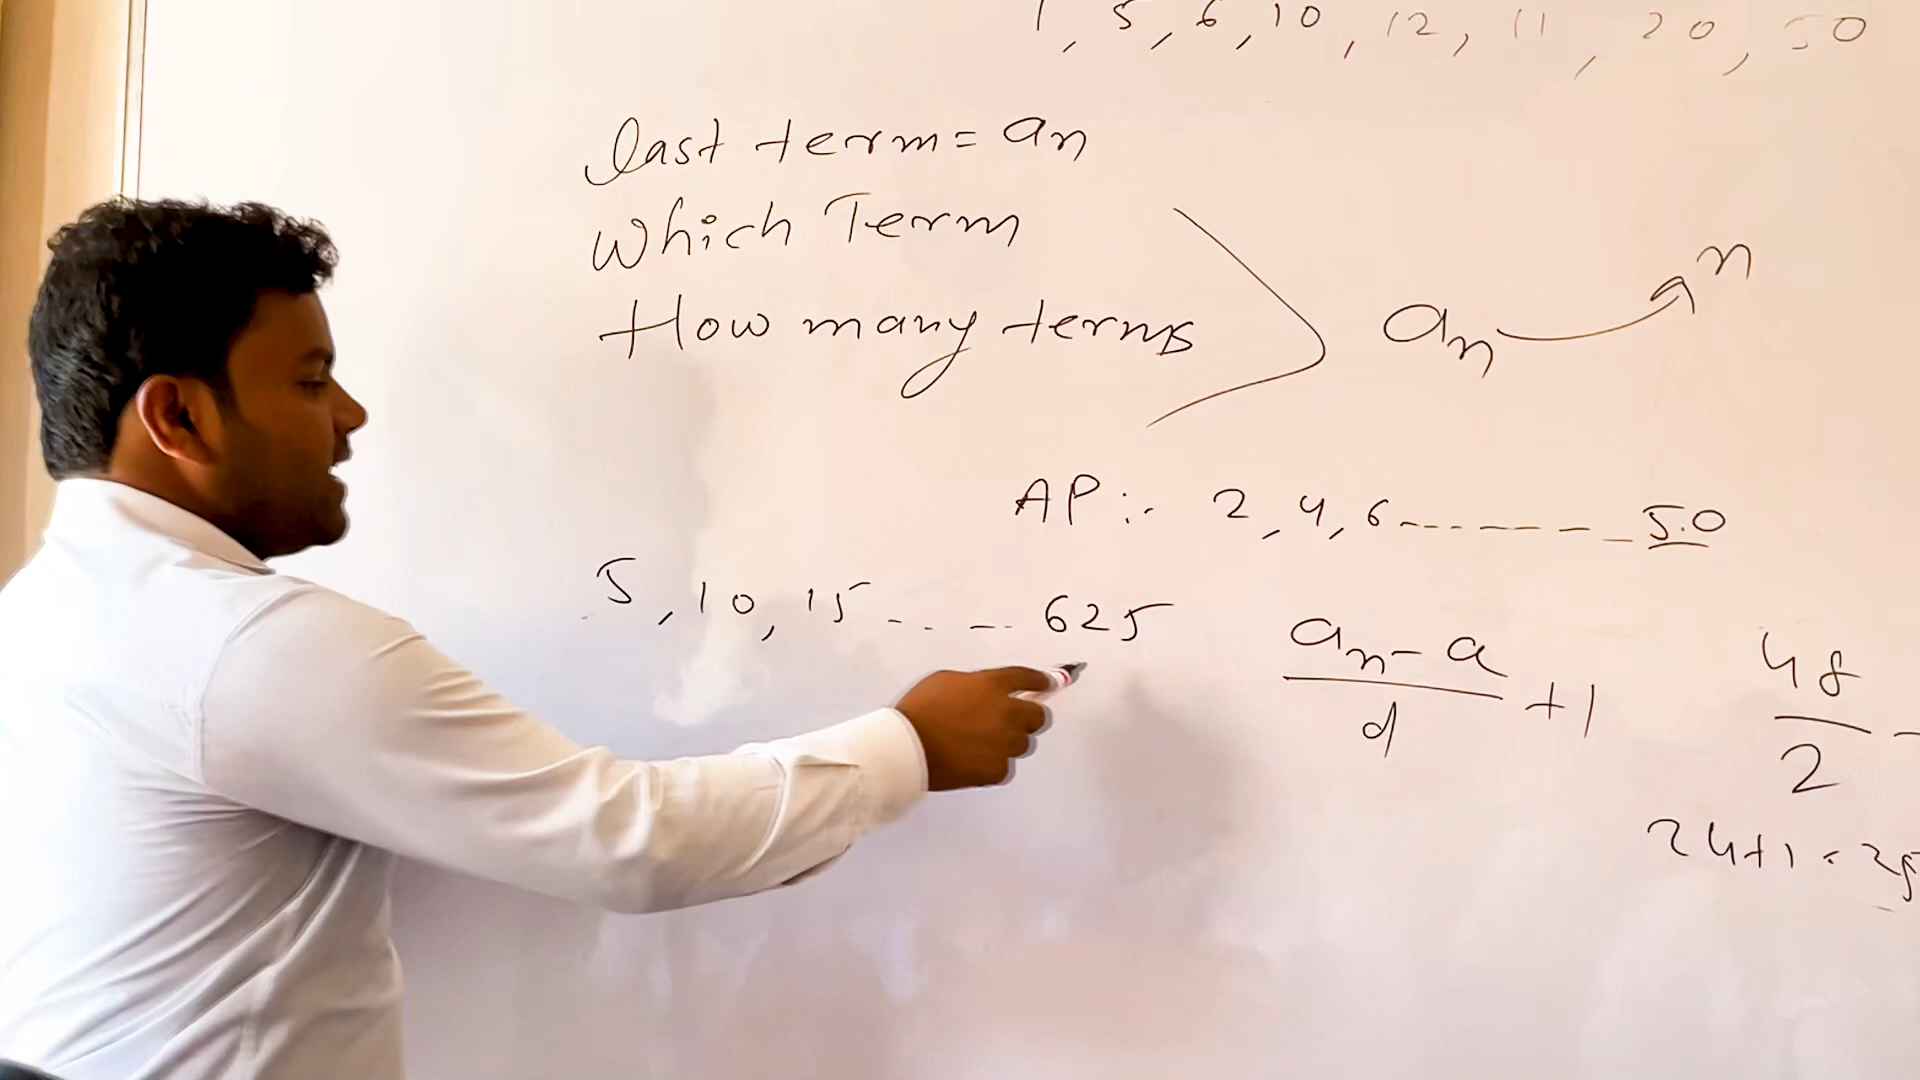 1, 5, 6, 10, 12, 11, 20, 50
last term = an
Which Term
How many terms
an n
AP:- 2, 4, 6 ------- 50
5, 10, 15 ---- 625
an - a / d + 1
48 / 2
24+1 = 25